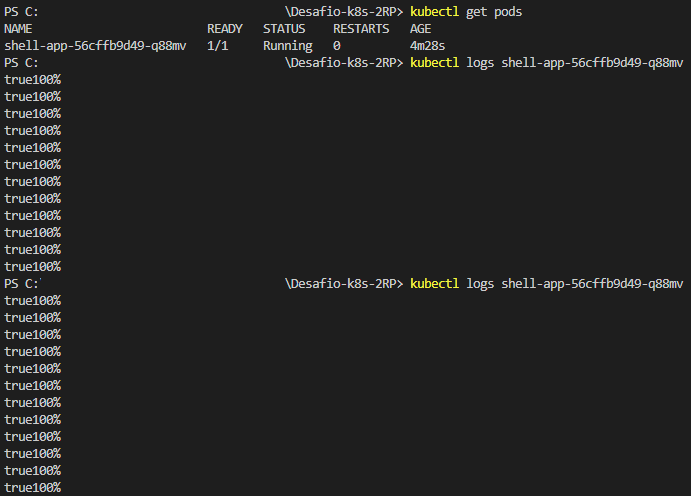 PS C: \Desafio-k8s-2RP> kubectl get pods
NAME READY STATUS RESTARTS AGE
shell-app-56cffb9d49-q88mv 1/1 Running 0 4m28s
PS C: \Desafio-k8s-2RP> kubectl logs shell-app-56cffb9d49-q88mv
true100%
true100%
true100%
true100%
true100%
true100%
true100%
true100%
true100%
true100%
true100%
true100%
PS C: \Desafio-k8s-2RP> kubectl logs shell-app-56cffb9d49-q88mv
true100%
true100%
true100%
true100%
true100%
true100%
true100%
true100%
true100%
true100%
true100%
true100%